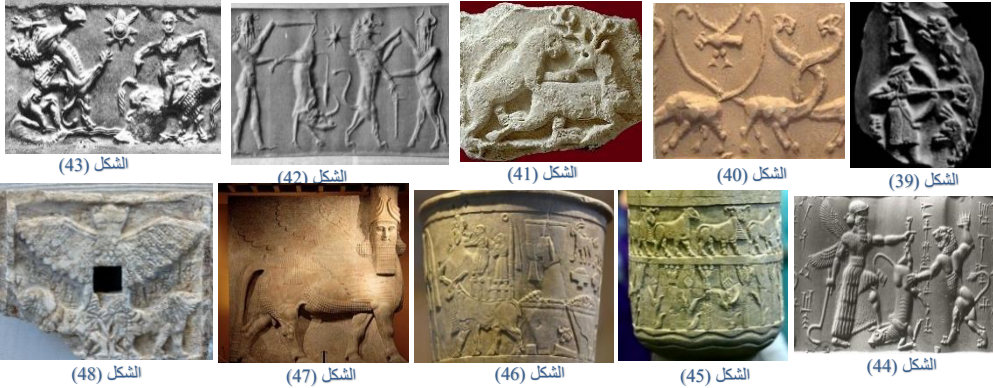 الشكل (43)
الشكل (42)
الشكل (41)
الشكل (40)
الشكل (39)
الشكل (48)
الشكل (47)
الشكل (46)
الشكل (45)
الشكل (44)